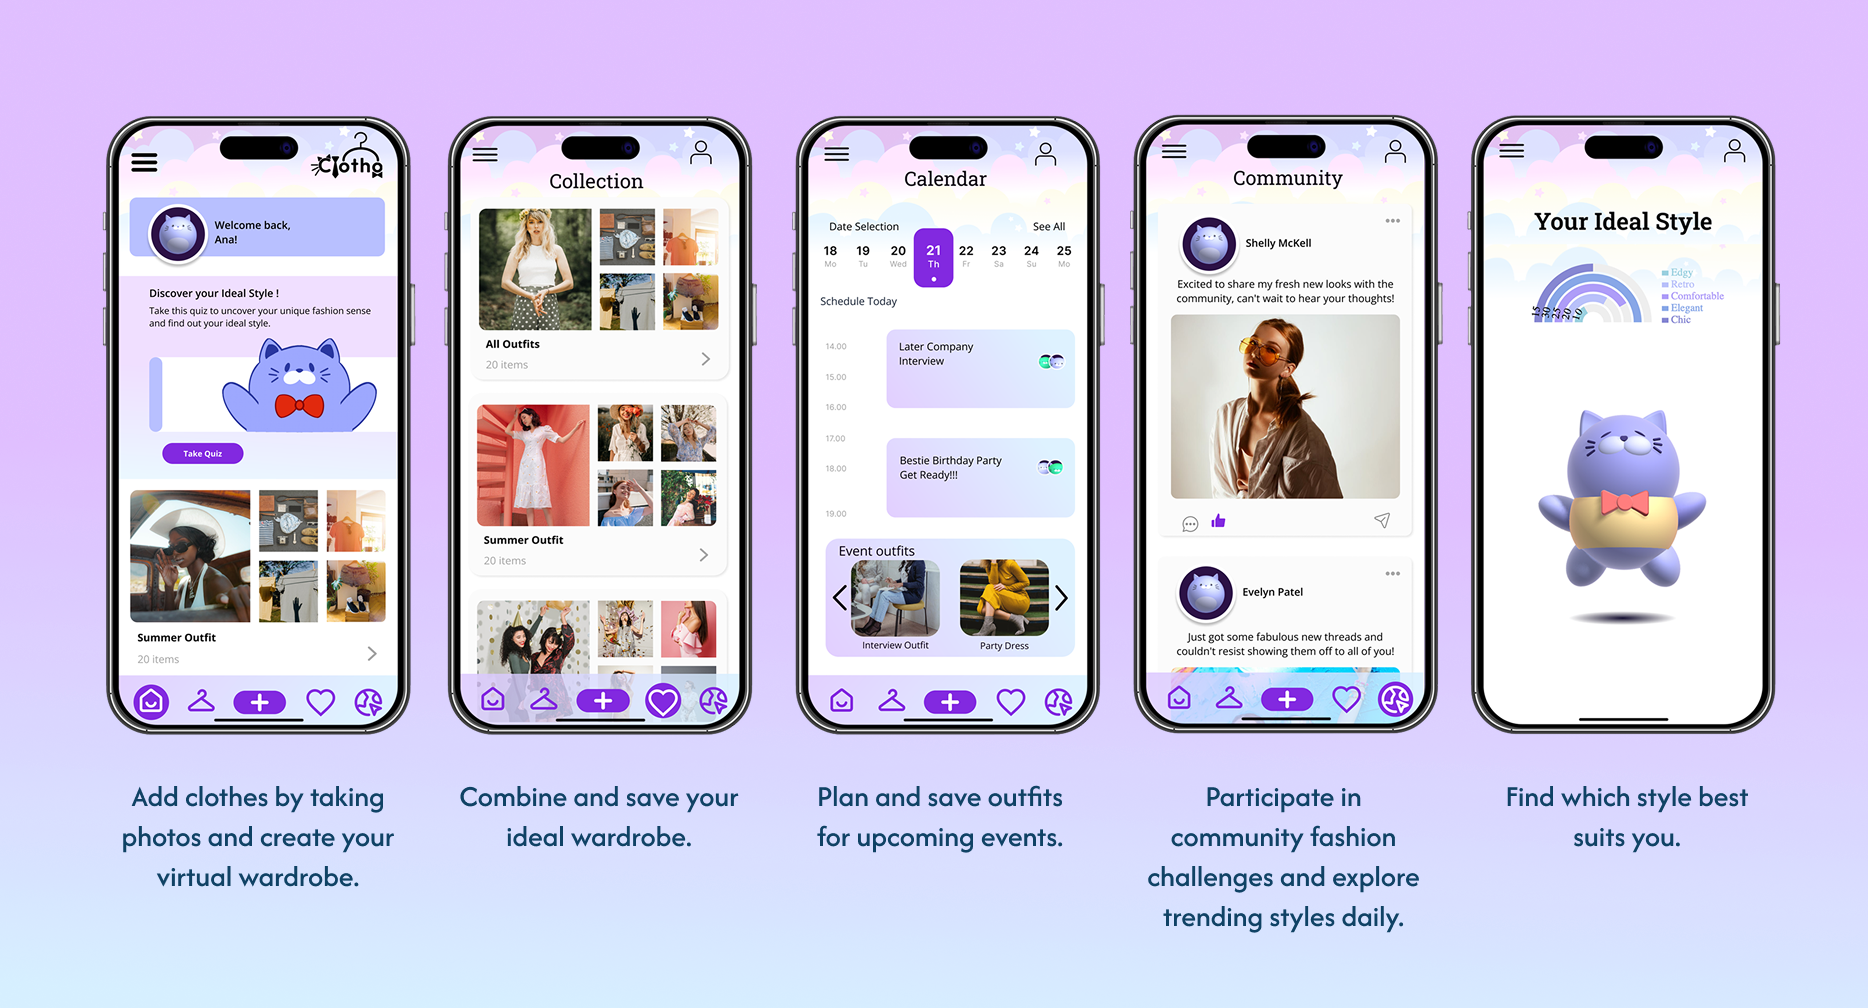 Clotho
Welcome back,
Ana!
Discover your Ideal Style !
Take this quiz to uncover your unique fashion sense
and find out your ideal style.
Take Quiz
Summer Outfit
20 items
Add clothes by taking
photos and create your
virtual wardrobe.
Collection
All Outfits
20 items
Summer Outfit
20 items
Combine and save your
ideal wardrobe.
Calendar
Date Selection See All
18 19 20 21 22 23 24 25
Mo Tu Wed Th Fr Sa Su Mo
Schedule Today
14.00
Later Company
Interview
15.00
16.00
17.00
Bestie Birthday Party
Get Ready!!!
18.00
19.00
Event outfits
Interview Outfit Party Dress
Plan and save outfits
for upcoming events.
Community
Shelly McKell
Excited to share my fresh new looks with the
community, can't wait to hear your thoughts!
Evelyn Patel
Just got some fabulous new threads and
couldn't resist showing them off to all of you!
Participate in
community fashion
challenges and explore
trending styles daily.
Your Ideal Style
Edgy
Retro
Comfortable
Elegant
Chic
15 30 25 20 10
Find which style best
suits you.